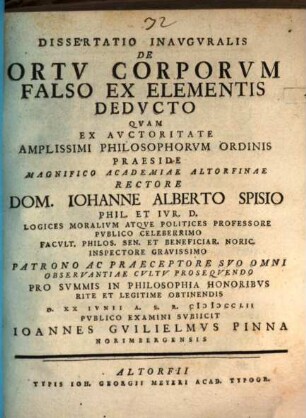 DISSERTATIO INAVGVRALIS
DE
ORTV CORPORVM
FALSO EX ELEMENTIS
DEDVCTO
QVAM
EX AVCTORITATE
AMPLISSIMI PHILOSOPHORVM ORDINIS
PRAESIDE
MAGNIFICO ACADEMIAE ALTORFINAE
RECTORE
DOM. IOHANNE ALBERTO SPISIO
PHIL. ET IVR. D.
LOGICES MORALIVM ATQVE POLITICES PROFESSORE
PVBLICO CELEBERRIMO
FACVLT. PHILOS. SEN. ET BENEFICIAR. NORIC.
INSPECTORE GRAVISSIMO
PATRONO AC PRAECEPTORE SVO OMNI
OBSERVANTIAE CVLTV PROSEQVENDO
PRO SVMMIS IN PHILOSOPHIA HONORIBVS
RITE ET LEGITIME OBTINENDIS
D. XX IVNII A. S. R. CIↃIↃCCLII
PVBLICO EXAMINI SVBIICIT
IOANNES GVILIELMVS PINNA
NORIMBERGENSIS
ALTORFII
TYPIS IOH. GEORGII MEYERI ACAD. TYPOGR.